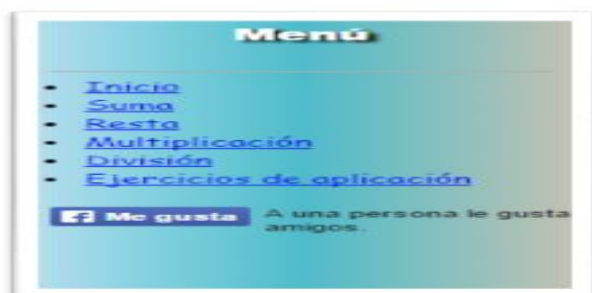 Menú
Inicio
Suma
Resta
Multiplicación
División
Ejercicios de aplicación
Me gusta A una persona le gusta
amigos.